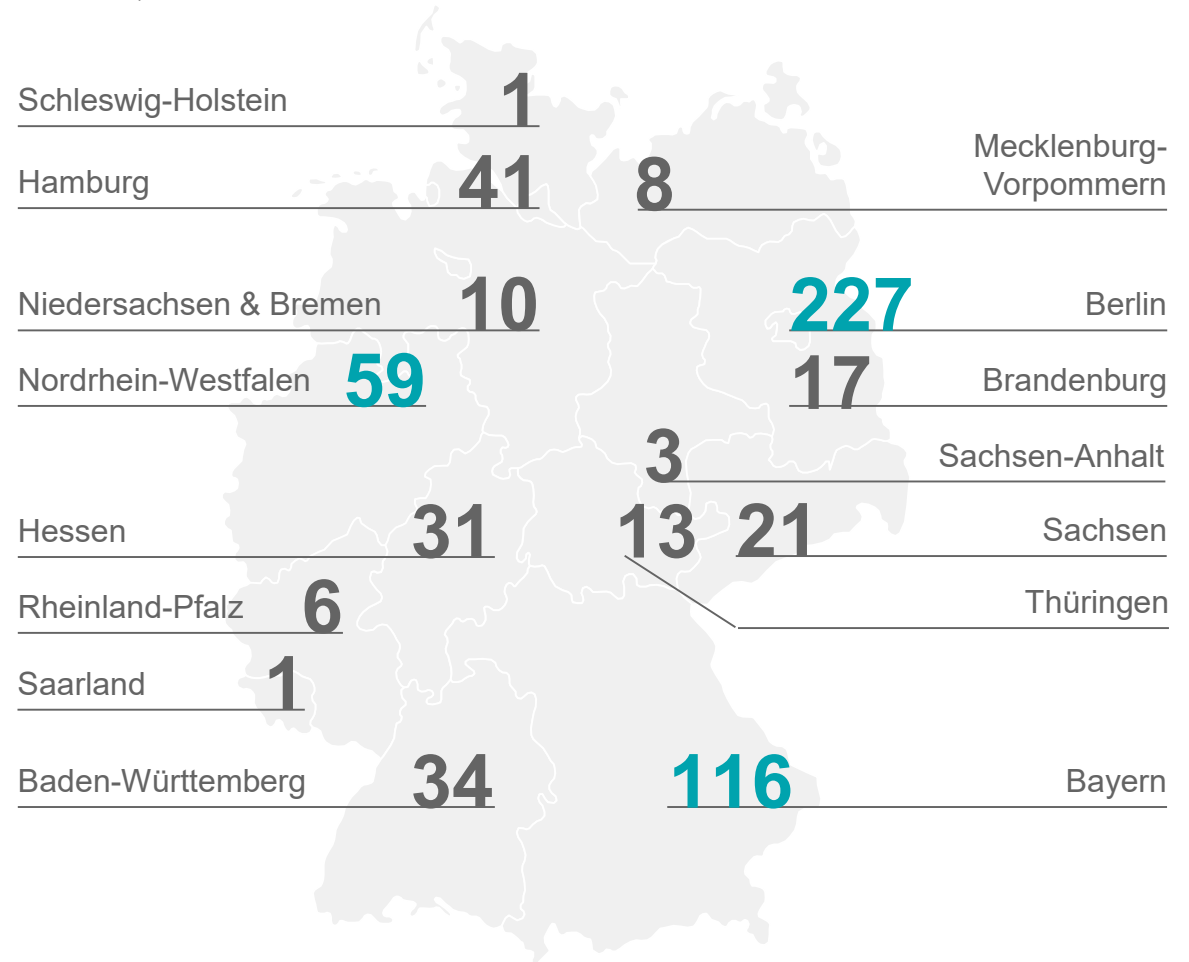 Schleswig-Holstein 1
Mecklenburg-
Hamburg 41 8 Vorpommern
Niedersachsen & Bremen 10 227 Berlin
Nordrhein-Westfalen 59 17 Brandenburg
3 Sachsen-Anhalt
Hessen 31 13 21 Sachsen
Rheinland-Pfalz 6 Thüringen
Saarland 1
Baden-Württemberg 34 116 Bayern